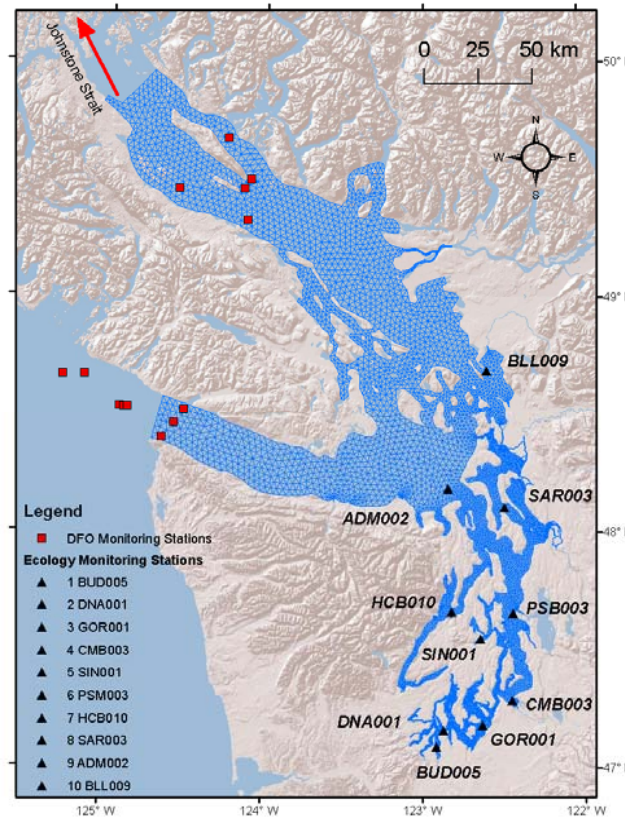 Johnstone Strait
0 25 50 km
50° N
N
W E
S
49° N
BLL009
SAR003
ADM002
48° N
HCB010
PSB003
SIN001
CMB003
DNA001
GOR001
BUD005
47° N
Legend
DFO Monitoring Stations
Ecology Monitoring Stations
1 BUD005
2 DNA001
3 GOR001
4 CMB003
5 SIN001
6 PSM003
7 HCB010
8 SAR003
9 ADM002
10 BLL009
125° W 124° W 123° W 122° W